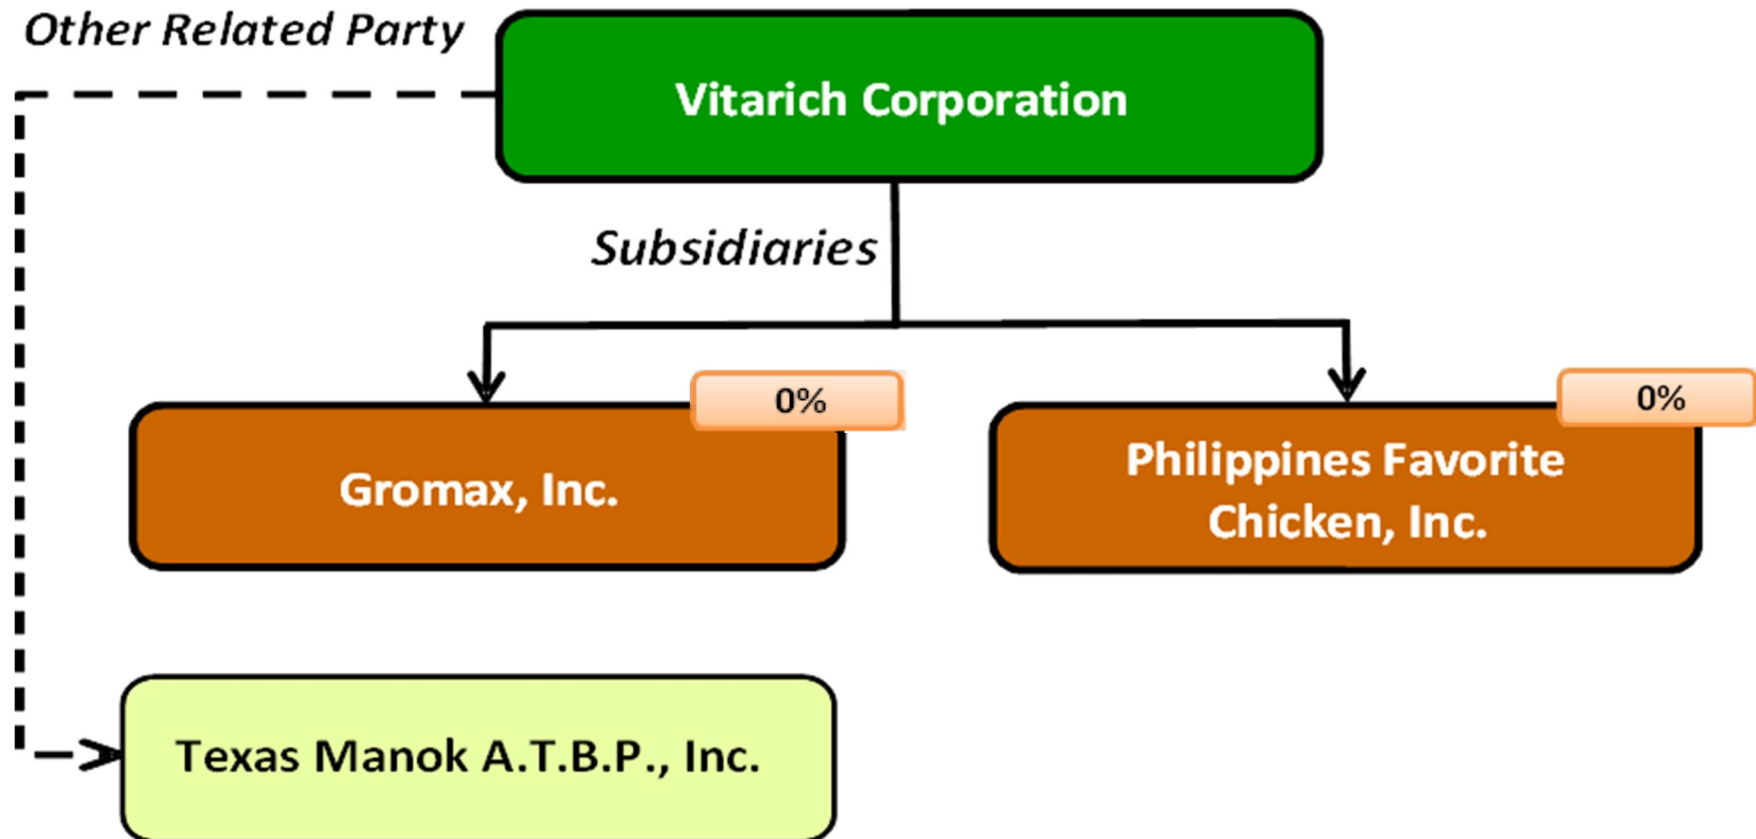 Other Related Party
Vitarich Corporation
Subsidiaries
0%
0%
Gromax, Inc.
Philippines Favorite
Chicken, Inc.
Texas Manok A.T.B.P., Inc.